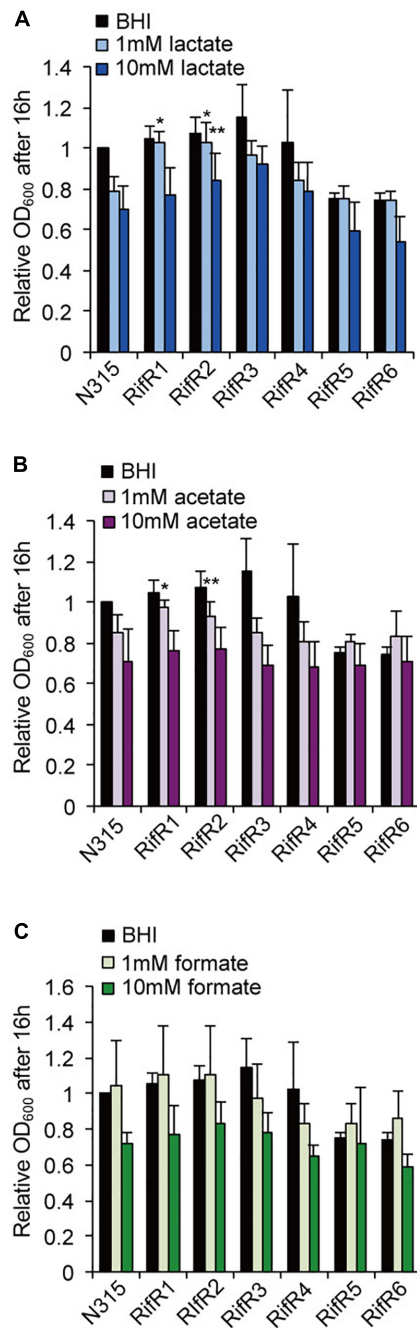 A
BHI
1mM lactate
10mM lactate
Relative OD600 after 16h
1.4
1.2
1
0.8
0.6
0.4
0.2
0
* * **
N315 RifR1 RifR2 RifR3 RifR4 RifR5 RifR6
B
BHI
1mM acetate
10mM acetate
Relative OD600 after 16h
1.4
1.2
1
0.8
0.6
0.4
0.2
0
* **
N315 RifR1 RifR2 RifR3 RifR4 RifR5 RifR6
C
BHI
1mM formate
10mM formate
Relative OD600 after 16h
1.6
1.4
1.2
1
0.8
0.6
0.4
0.2
0
N315 RifR1 RifR2 RifR3 RifR4 RifR5 RifR6